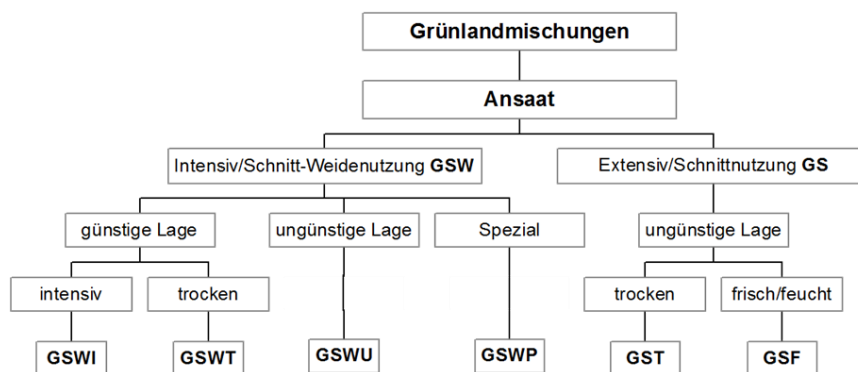 Grünlandmischungen
Ansaat
Intensiv/Schnitt-Weidenutzung GSW
Extensiv/Schnittnutzung GS
günstige Lage
ungünstige Lage
Spezial
ungünstige Lage
intensiv
trocken
trocken
frisch/feucht
GSWI
GSWT
GSWU
GSWP
GST
GSF